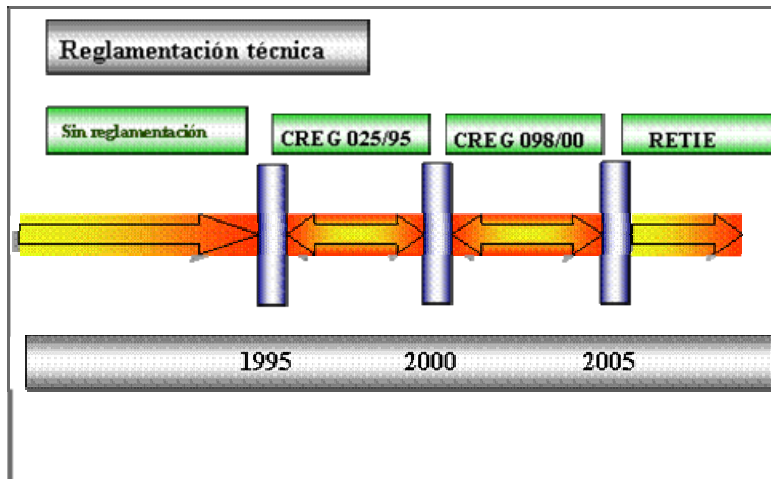 Reglamentación técnica
Sin reglamentación
CREG 025/95
CREG 098/00
RETIE
1995
2000
2005